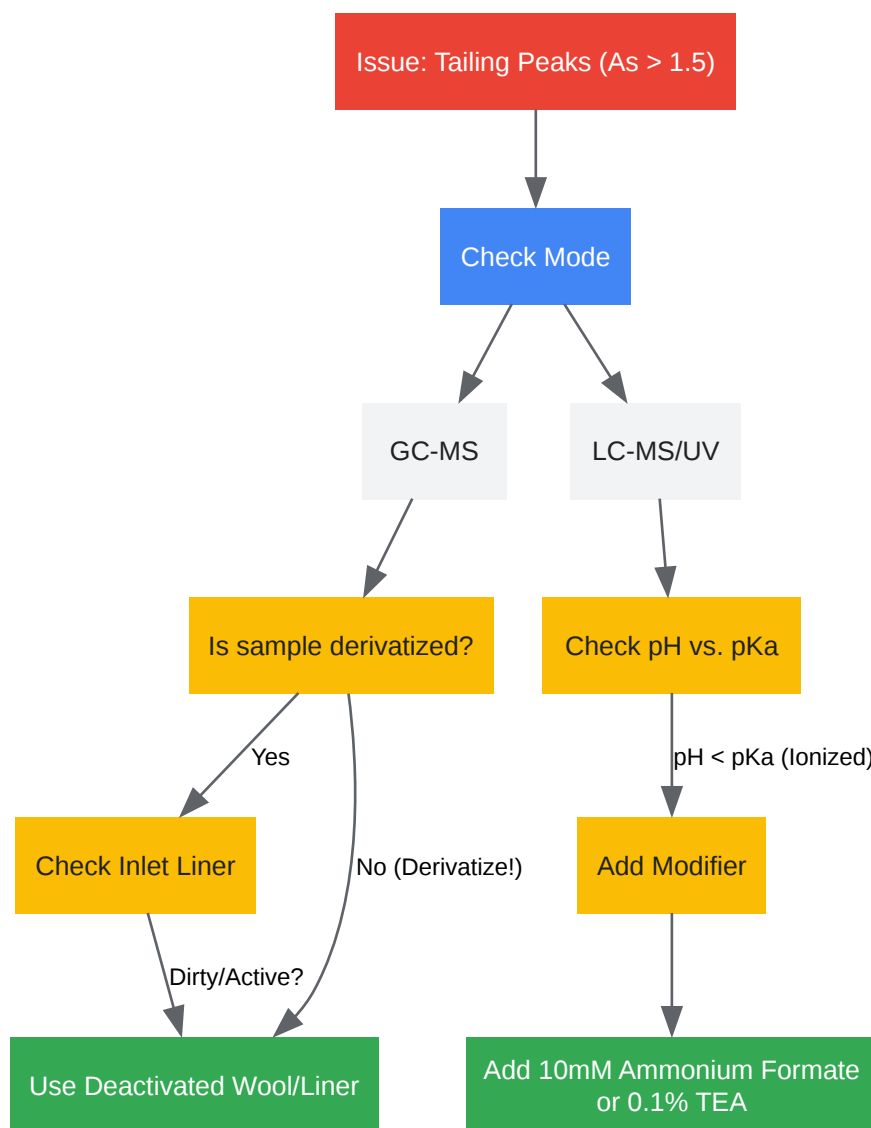 Issue: Tailing Peaks (As > 1.5)
Check Mode
GC-MS
LC-MS/UV
Is sample derivatized?
Check pH vs. pKa
Yes
pH < pKa (Ionized)
Check Inlet Liner
No (Derivatize!)
Add Modifier
Dirty/Active?
Use Deactivated Wool/Liner
Add 10mM Ammonium Formate
or 0.1% TEA